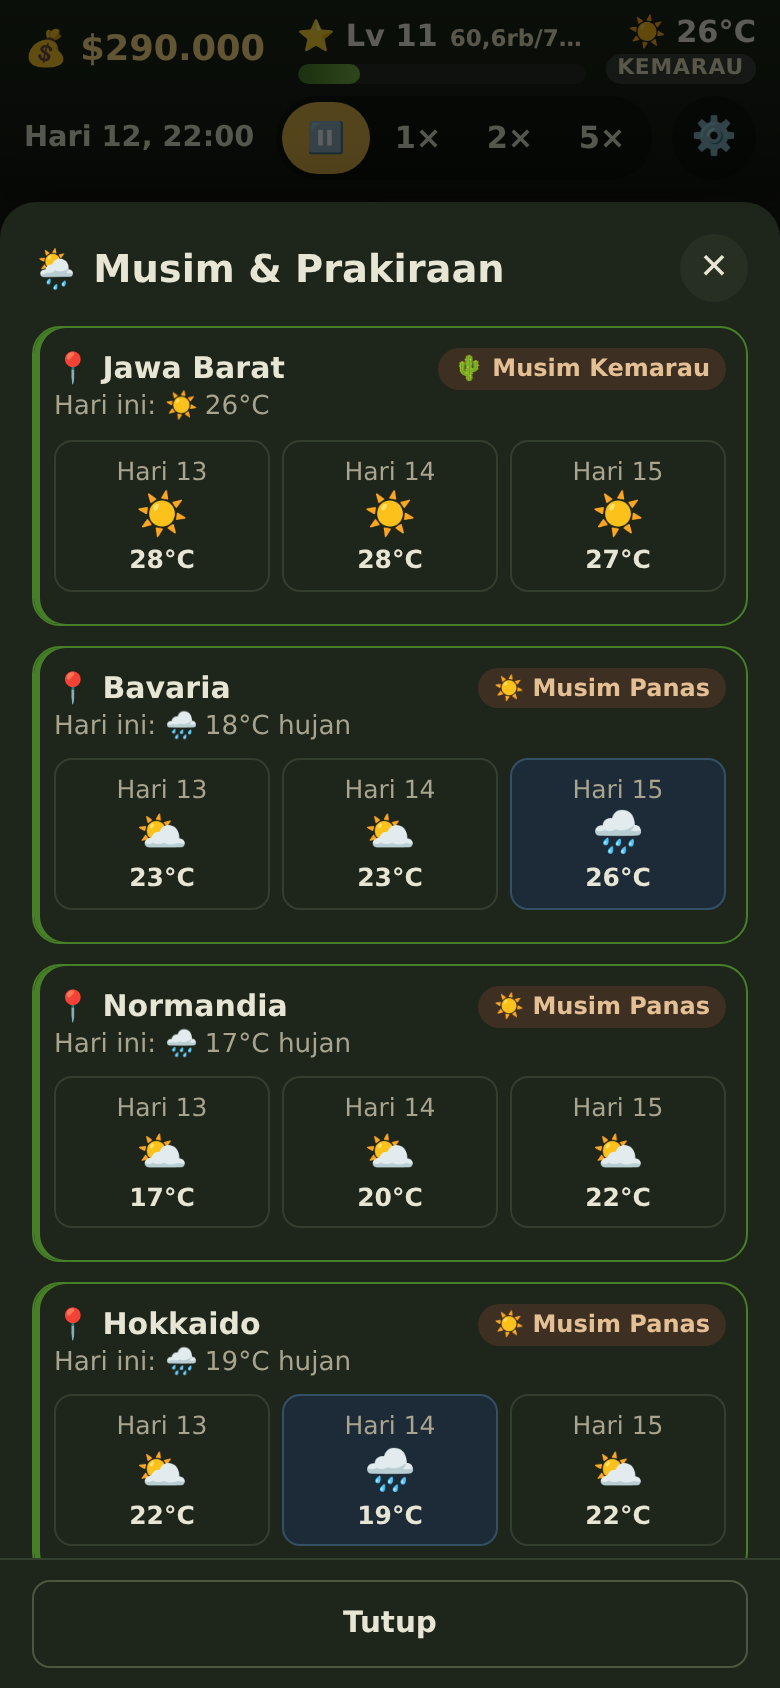 $290.000
Lv 11 60,6rb/7...
26°C
KEMARAU
Hari 12, 22:00
1× 2× 5×
Musim & Prakiraan
✕
Jawa Barat
Musim Kemarau
Hari ini: 26°C
Hari 13 Hari 14 Hari 15
28°C 28°C 27°C
Bavaria
Musim Panas
Hari ini: 18°C hujan
Hari 13 Hari 14 Hari 15
23°C 23°C 26°C
Normandia
Musim Panas
Hari ini: 17°C hujan
Hari 13 Hari 14 Hari 15
17°C 20°C 22°C
Hokkaido
Musim Panas
Hari ini: 19°C hujan
Hari 13 Hari 14 Hari 15
22°C 19°C 22°C
Tutup